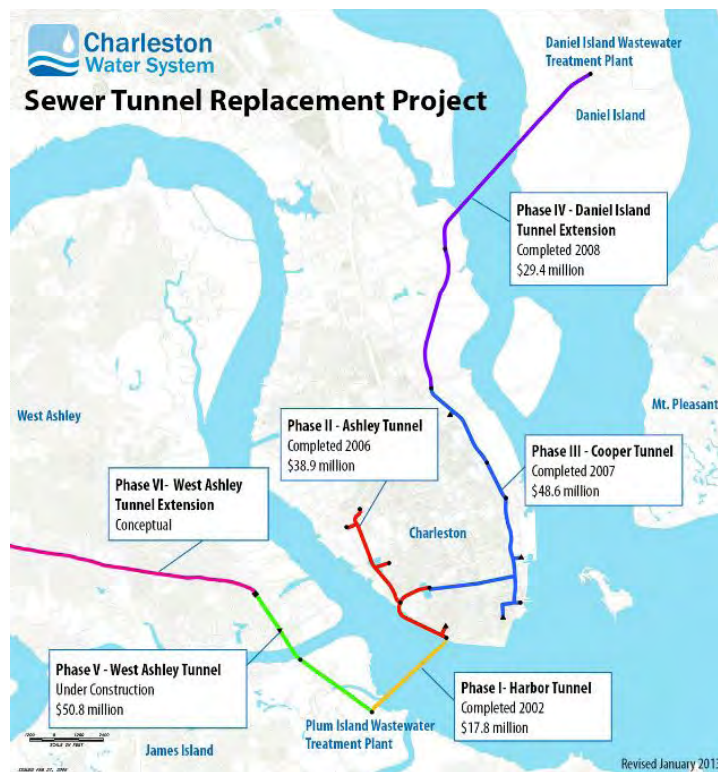 Charleston
Water System
Sewer Tunnel Replacement Project
Daniel Island Wastewater
Treatment Plant
Daniel Island
Phase IV - Daniel Island
Tunnel Extension
Completed 2008
$29.4 million
West Ashley
Mt. Pleasant
Phase II - Ashley Tunnel
Completed 2006
$38.9 million
Phase III - Cooper Tunnel
Completed 2007
$48.6 million
Phase VI- West Ashley
Tunnel Extension
Conceptual
Charleston
Phase V - West Ashley Tunnel
Under Construction
$50.8 million
Phase I- Harbor Tunnel
Completed 2002
$17.8 million
Plum Island Wastewater
Treatment Plant
SCALE IN FEET
James Island
Revised January 2013